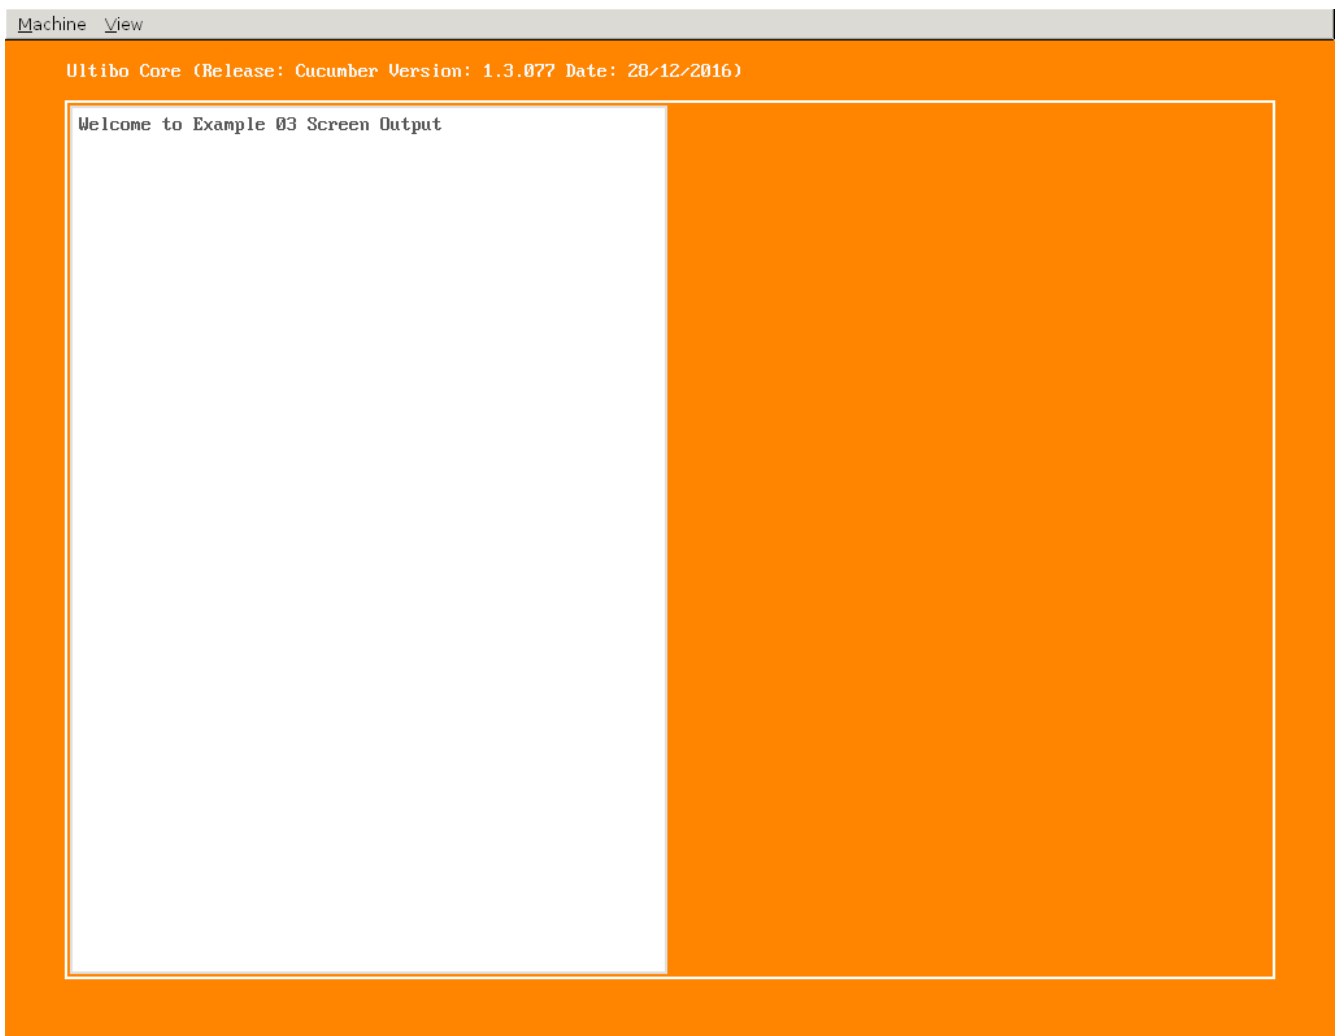 Machine View
Ultibo Core (Release: Cucumber Version: 1.3.077 Date: 28/12/2016)
Welcome to Example 03 Screen Output